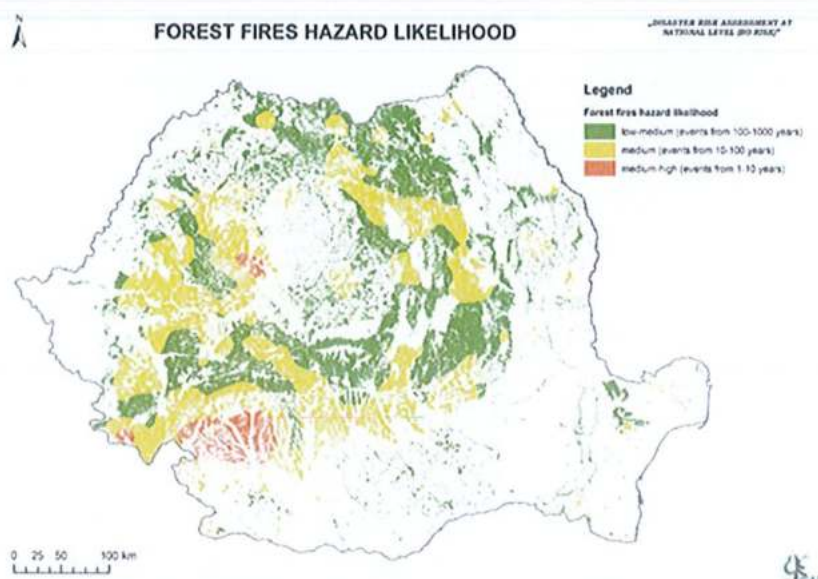 N
FOREST FIRES HAZARD LIKELIHOOD
„DISASTER RISK ASSESSMENT AT
NATIONAL LEVEL (RO RISK)"
Legend
Forest fires hazard likelihood
low-medium (events from 100-1000 years)
medium (events from 10-100 years)
medium high (events from 1-10 years)
0 25 50 100 km